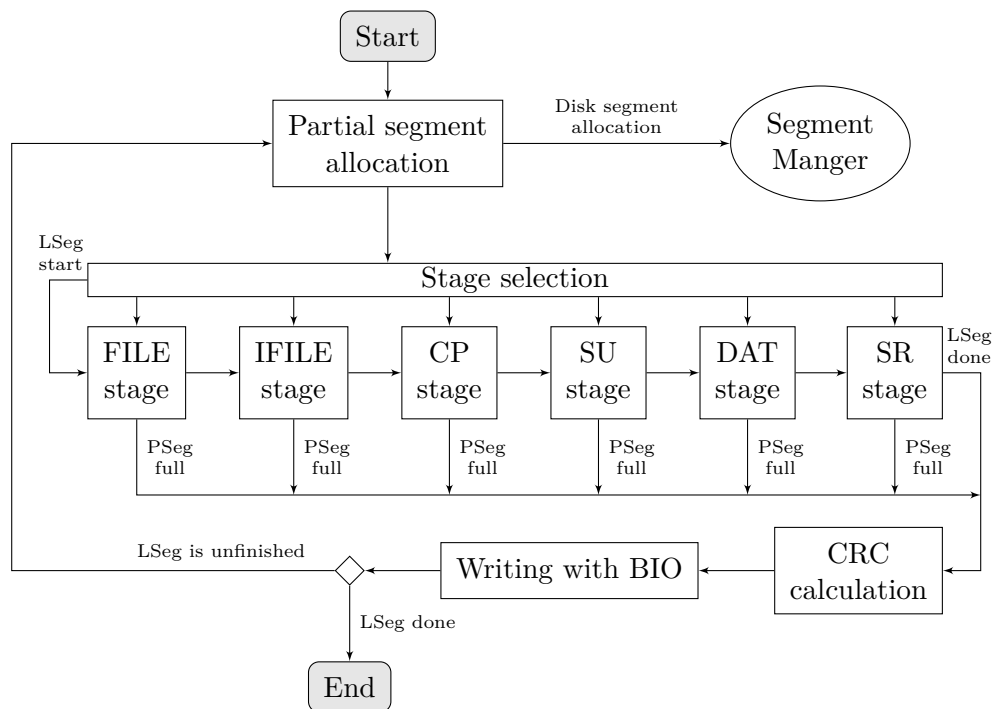 Start
Partial segment
allocation
Disk segment
allocation
Segment
Manger
LSeg
start
Stage selection
FILE
stage
IFILE
stage
CP
stage
SU
stage
DAT
stage
SR
stage
LSeg
done
PSeg
full
PSeg
full
PSeg
full
PSeg
full
PSeg
full
PSeg
full
LSeg is unfinished
Writing with BIO
CRC
calculation
LSeg done
End